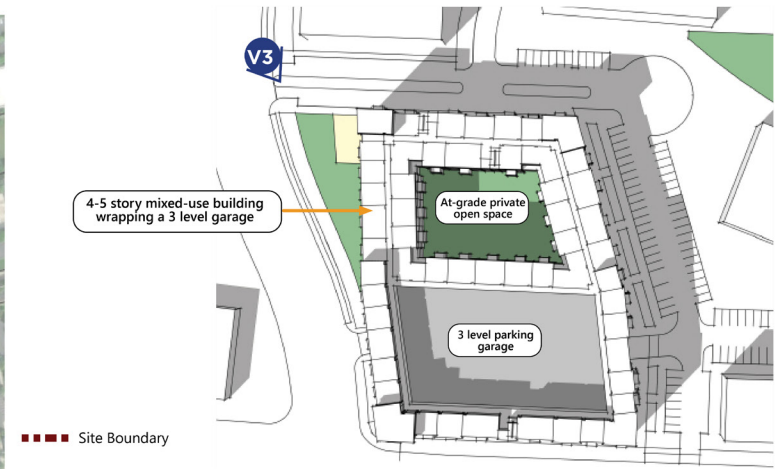 V3
4-5 story mixed-use building
wrapping a 3 level garage
At-grade private
open space
3 level parking
garage
Site Boundary